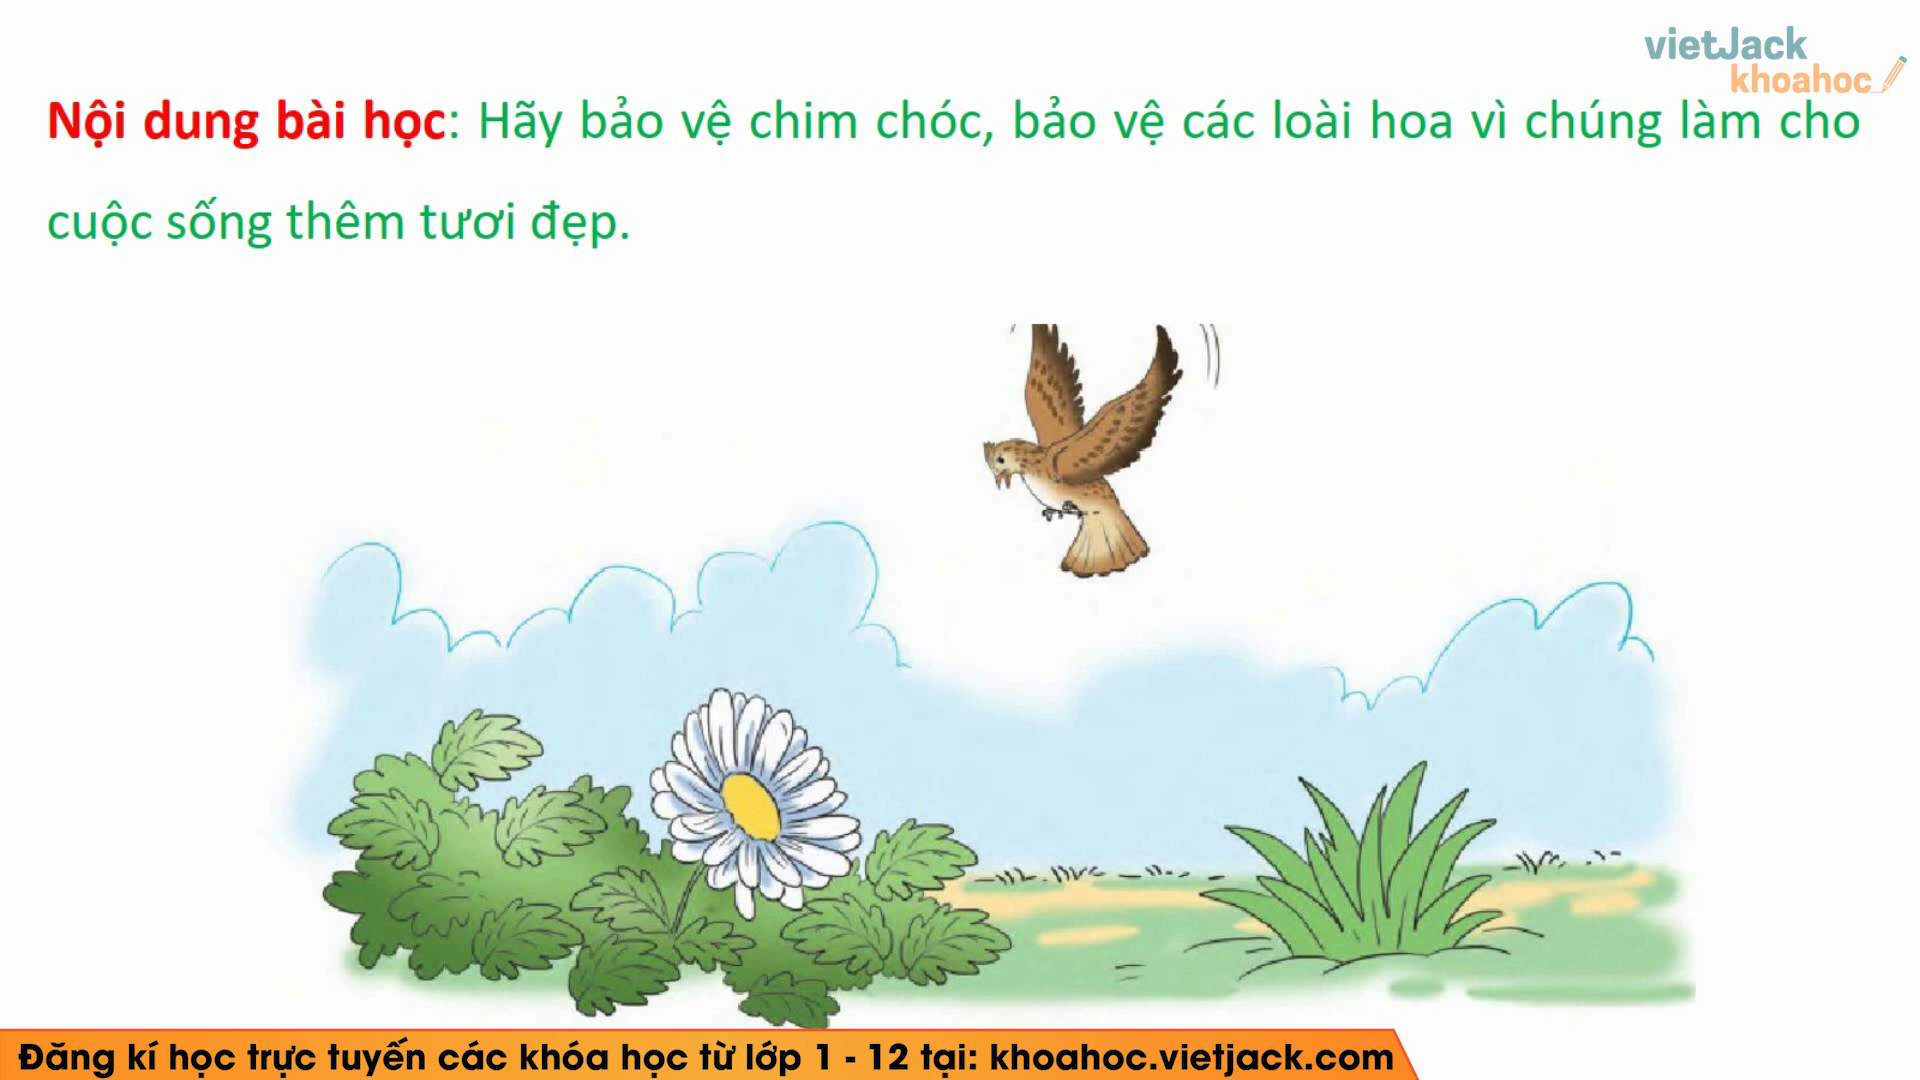 vietJack
khoahoc
Nội dung bài học: Hãy bảo vệ chim chóc, bảo vệ các loài hoa vì chúng làm cho
cuộc sống thêm tươi đẹp.
Đăng kí học trực tuyến các khóa học từ lớp 1 - 12 tại: khoahoc.vietjack.com